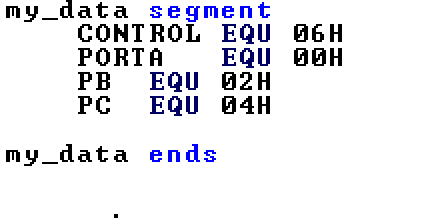 my_data segment
CONTROL EQU 06H
PORTA EQU 00H
PB EQU 02H
PC EQU 04H
my_data ends